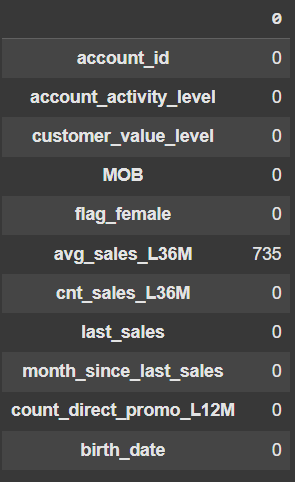 0
account_id 0
account_activity_level 0
customer_value_level 0
MOB 0
flag_female 0
avg_sales_L36M 735
cnt_sales_L36M 0
last_sales 0
month_since_last_sales 0
count_direct_promo_L12M 0
birth_date 0